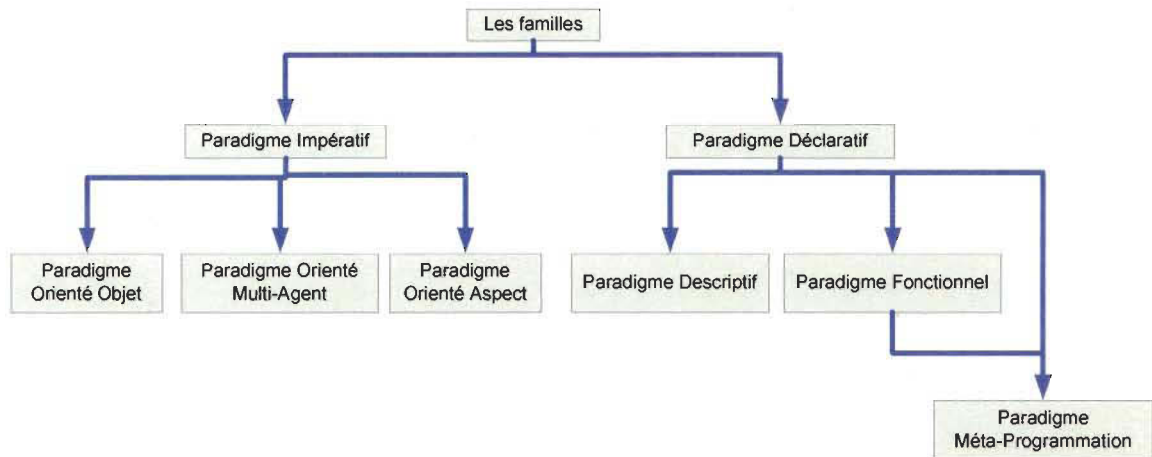 Les familles
Paradigme Impératif
Paradigme Déclaratif
Paradigme
Orienté Objet
Paradigme Orienté
Multi-Agent
Paradigme
Orienté Aspect
Paradigme Descriptif
Paradigme Fonctionnel
Paradigme
Méta-Programmation